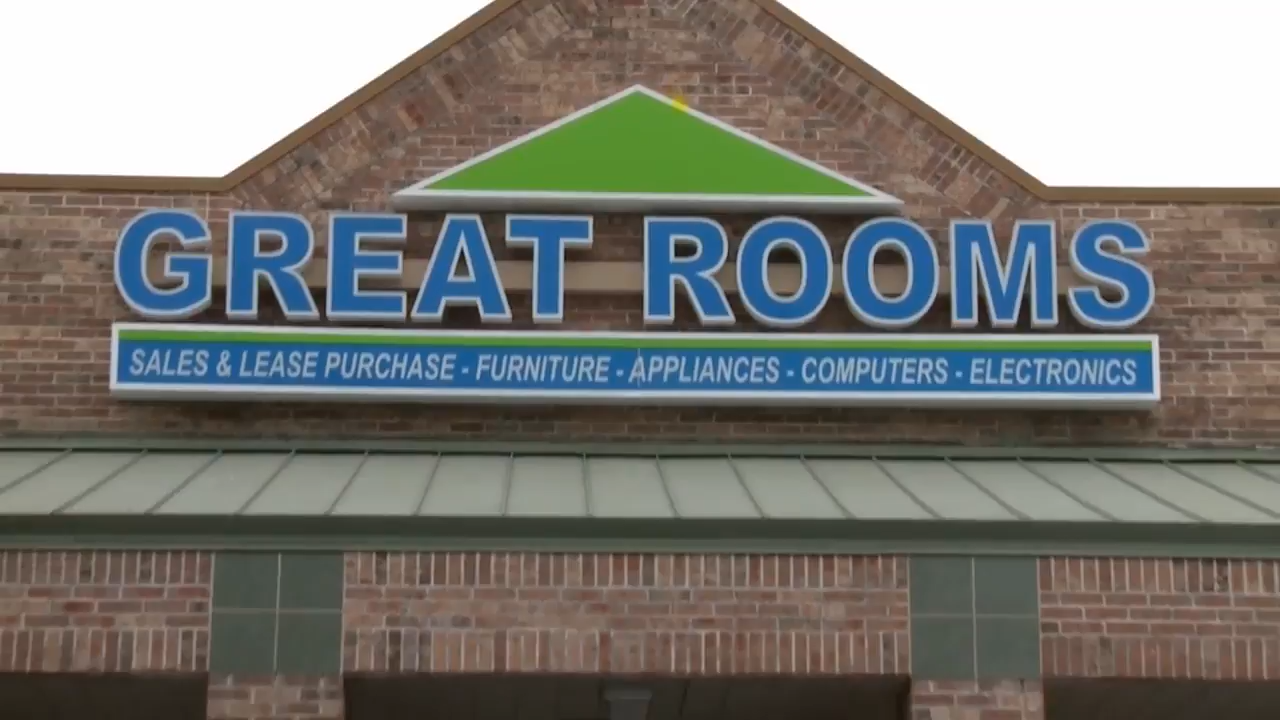 GREAT ROOMS
SALES & LEASE PURCHASE - FURNITURE - APPLIANCES - COMPUTERS - ELECTRONICS